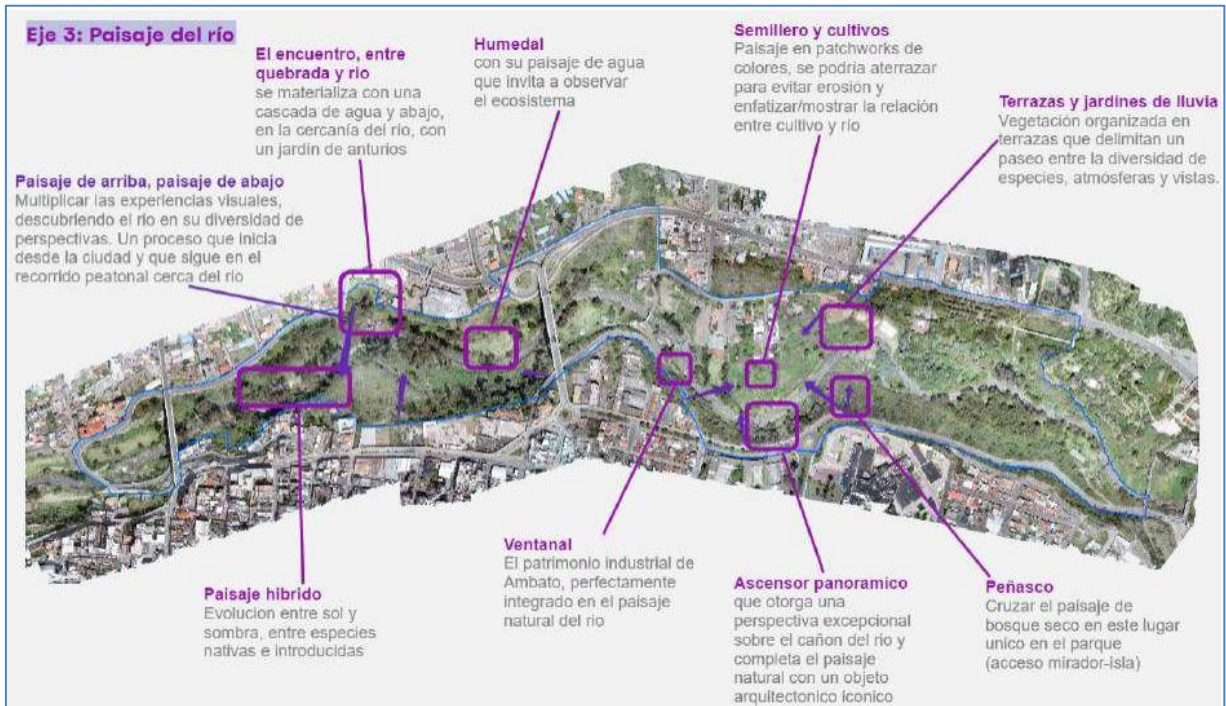 Eje 3: Paisaje del río
El encuentro, entre
quebrada y rio
se materializa con una
cascada de agua y abajo,
en la cercanía del río, con
un jardín de anturios
Humedal
con su paisaje de agua
que invita a observar
el ecosistema
Semillero y cultivos
Paisaje en patchworks de
colores, se podría aterrazar
para evitar erosión y
enfatizar/mostrar la relación
entre cultivo y río
Terrazas y jardines de lluvia
Vegetación organizada en
terrazas que delimitan un
paseo entre la diversidad de
especies, atmósferas y vistas.
Paisaje de arriba, paisaje de abajo
Multiplicar las experiencias visuales,
descubriendo el río en su diversidad de
perspectivas. Un proceso que inicia
desde la ciudad y que sigue en el
recorrido peatonal cerca del río
Paisaje hibrido
Evolucion entre sol y
sombra, entre especies
nativas e introducidas
Ventanal
El patrimonio industrial de
Ambato, perfectamente
integrado en el paisaje
natural del rio
Ascensor panoramico
que otorga una
perspectiva excepcional
sobre el cañon del rio y
completa el paisaje
natural con un objeto
arquitectonico iconico
Peñasco
Cruzar el paisaje de
bosque seco en este lugar
unico en el parque
(acceso mirador-isla)